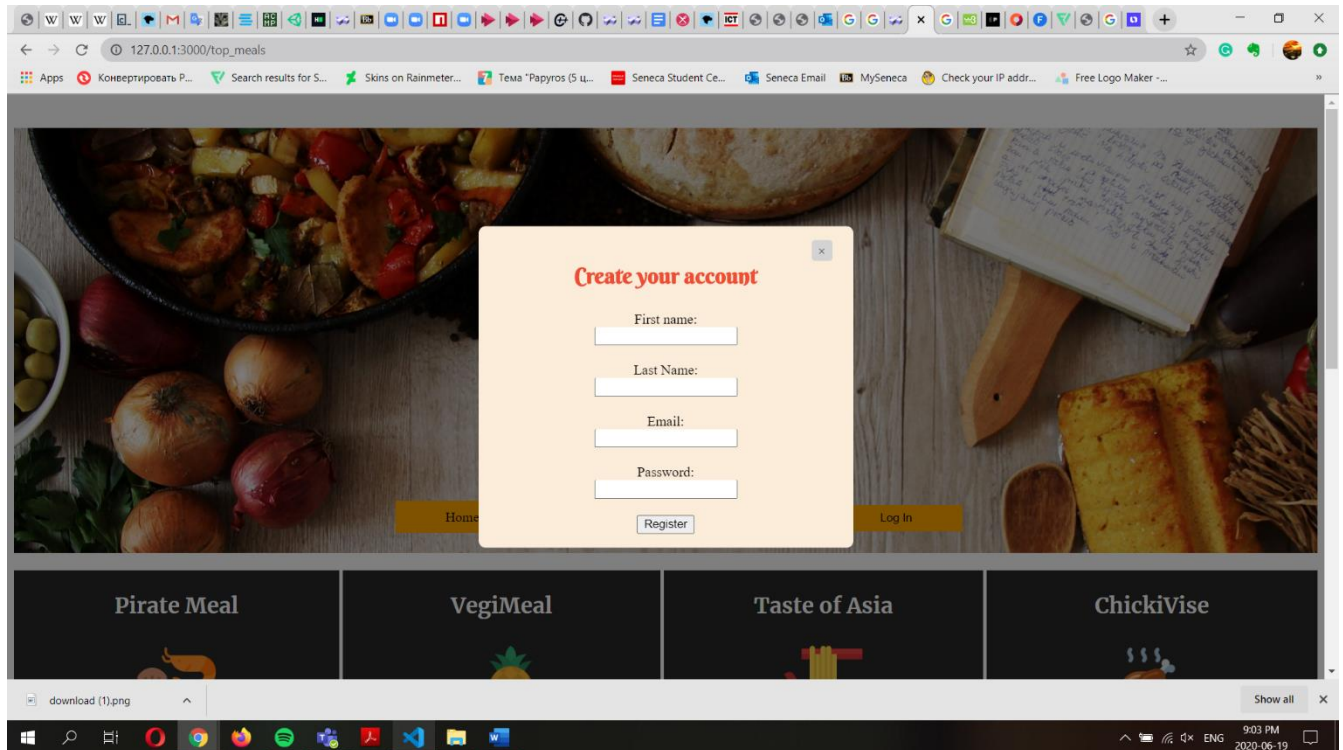 127.0.0.1:3000/top_meals
Apps Конвертировать P... Search results for S... Skins on Rainmeter... Тема "Papyros (5 ц... Seneca Student Ce... Seneca Email MySeneca Check your IP addr... Free Logo Maker -...
×
Create your account
First name:
Last Name:
Email:
Password:
Register
Home
Log In
Pirate Meal VegiMeal Taste of Asia ChickiVise
download (1).png
Show all
ENG
9:03 PM
2020-06-19